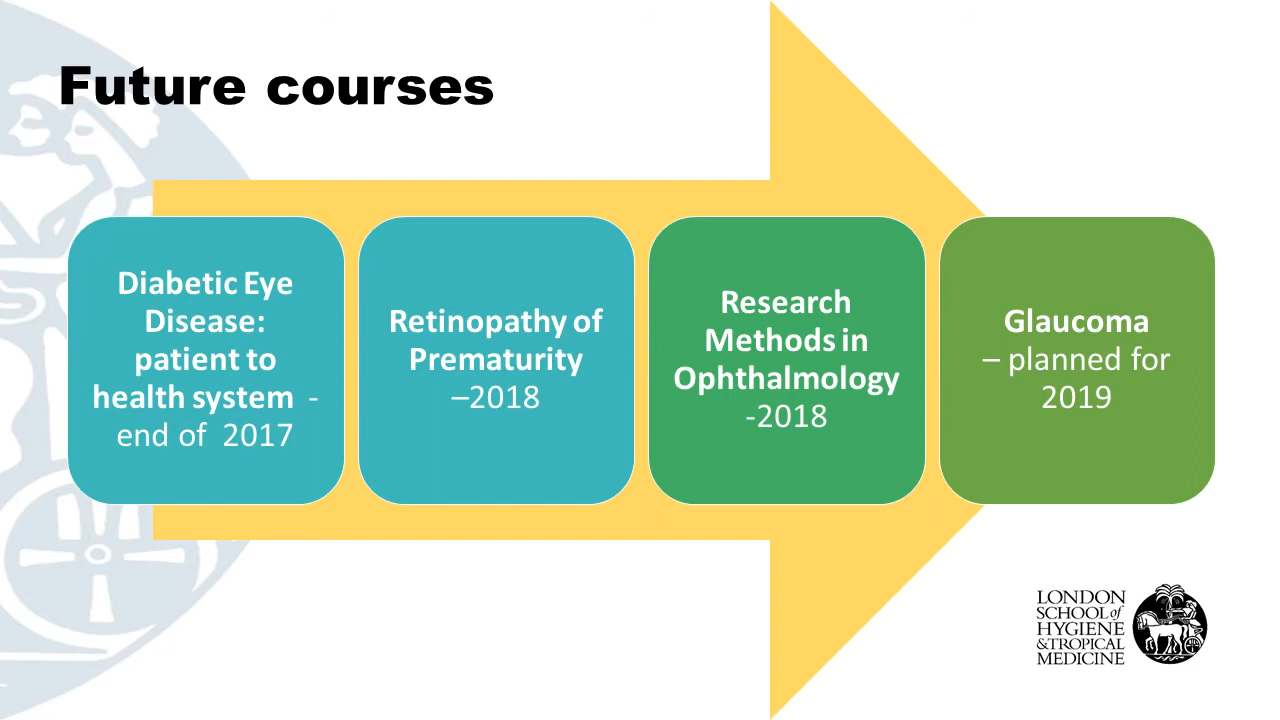 Future courses
Diabetic Eye
Disease:
patient to
health system -
end of 2017
Retinopathy of
Prematurity
–2018
Research
Methods in
Ophthalmology
-2018
Glaucoma
– planned for
2019
LONDON
SCHOOL of
HYGIENE
& TROPICAL
MEDICINE